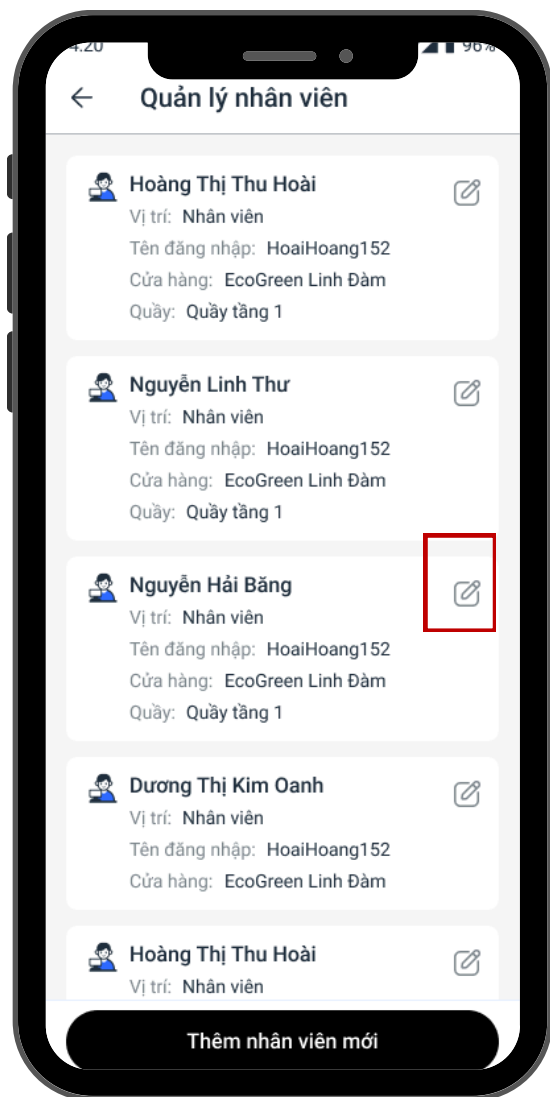 4:20
96%
Quản lý nhân viên
Hoàng Thị Thu Hoài
Vị trí: Nhân viên
Tên đăng nhập: HoaiHoang152
Cửa hàng: EcoGreen Linh Đàm
Quầy: Quầy tầng 1
Nguyễn Linh Thư
Vị trí: Nhân viên
Tên đăng nhập: HoaiHoang152
Cửa hàng: EcoGreen Linh Đàm
Quầy: Quầy tầng 1
Nguyễn Hải Băng
Vị trí: Nhân viên
Tên đăng nhập: HoaiHoang152
Cửa hàng: EcoGreen Linh Đàm
Quầy: Quầy tầng 1
Dương Thị Kim Oanh
Vị trí: Nhân viên
Tên đăng nhập: HoaiHoang152
Cửa hàng: EcoGreen Linh Đàm
Hoàng Thị Thu Hoài
Vị trí: Nhân viên
Thêm nhân viên mới